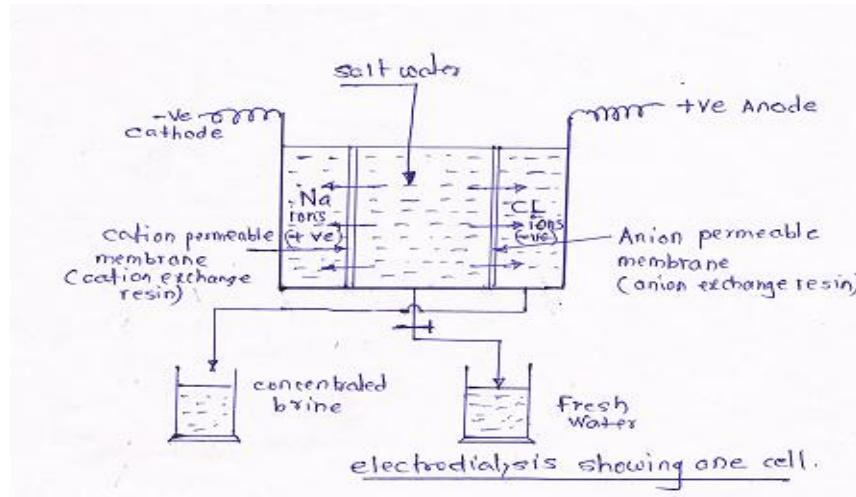 salt water
-ve
cathode
+ve Anode
Na
ions
(+ve)
CL
ions
(-ve)
Cation permeable
membrane
(cation exchange
resin)
Anion permeable
membrane
(anion exchange resin)
concentrated
brine
Fresh
Water
electrodialysis showing one cell.